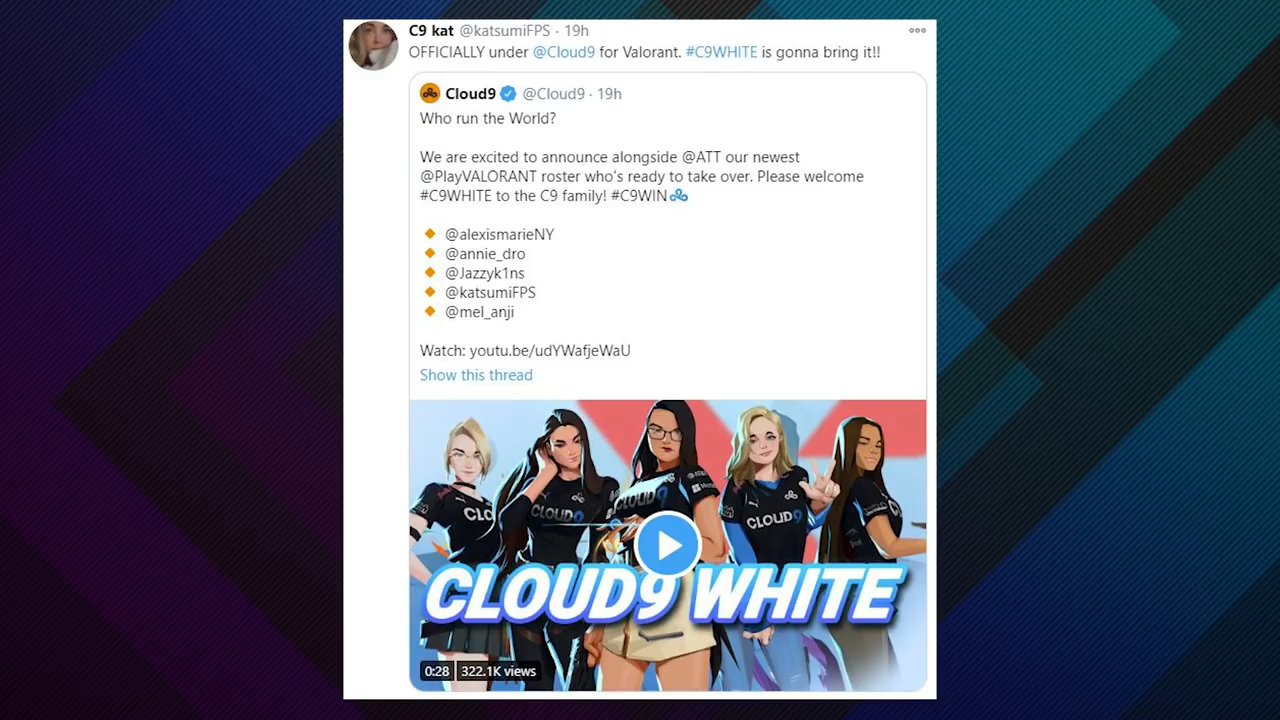 C9 kat @katsumiFPS · 19h
OFFICIALLY under @Cloud9 for Valorant. #C9WHITE is gonna bring it!!
Cloud9 @Cloud9 · 19h
Who run the World?
We are excited to announce alongside @ATT our newest
@PlayVALORANT roster who's ready to take over. Please welcome
#C9WHITE to the C9 family! #C9WIN
@alexismarieNY
@annie_dro
@Jazzyk1ns
@katsumiFPS
@mel_anji
Watch: youtu.be/udYWafjeWaU
Show this thread
CLOUD9
CLOUD9
CLOUD9
CLOUD9 WHITE
0:28 322.1K views